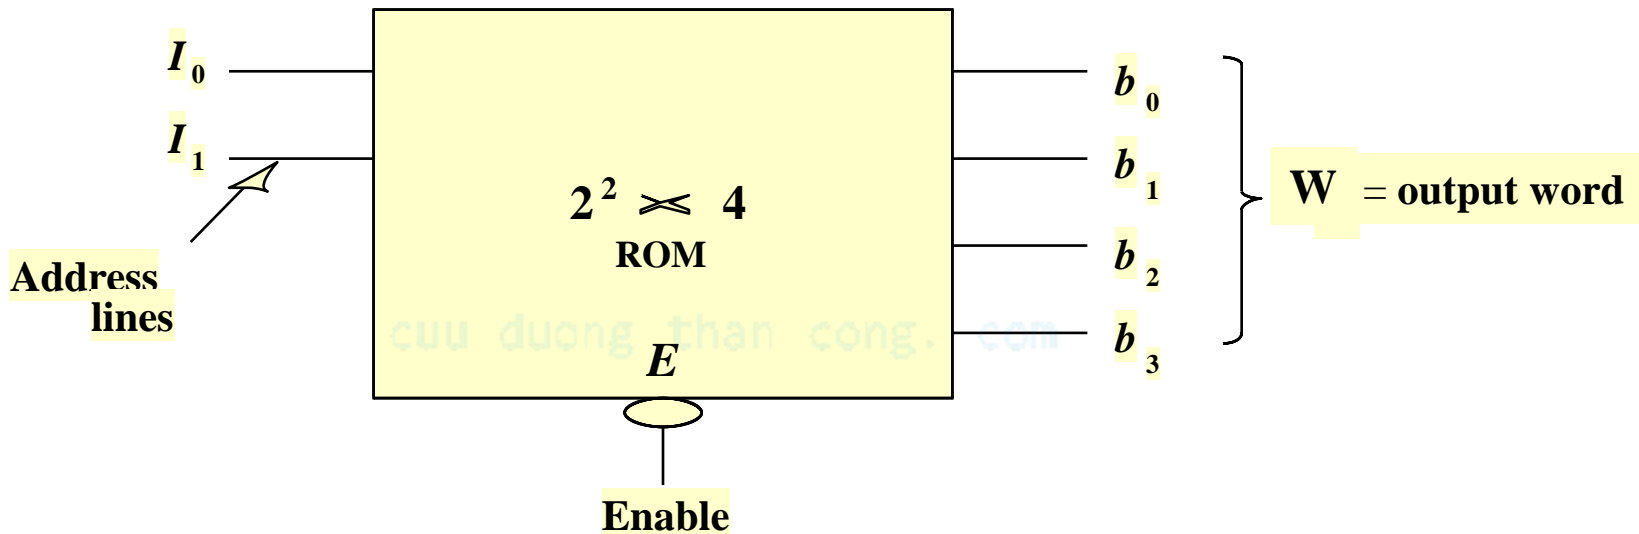 I0
I1
Address
lines
2² × 4
ROM
E
Enable
b0
b1
b2
b3
W = output word
cuu duong than cong. com